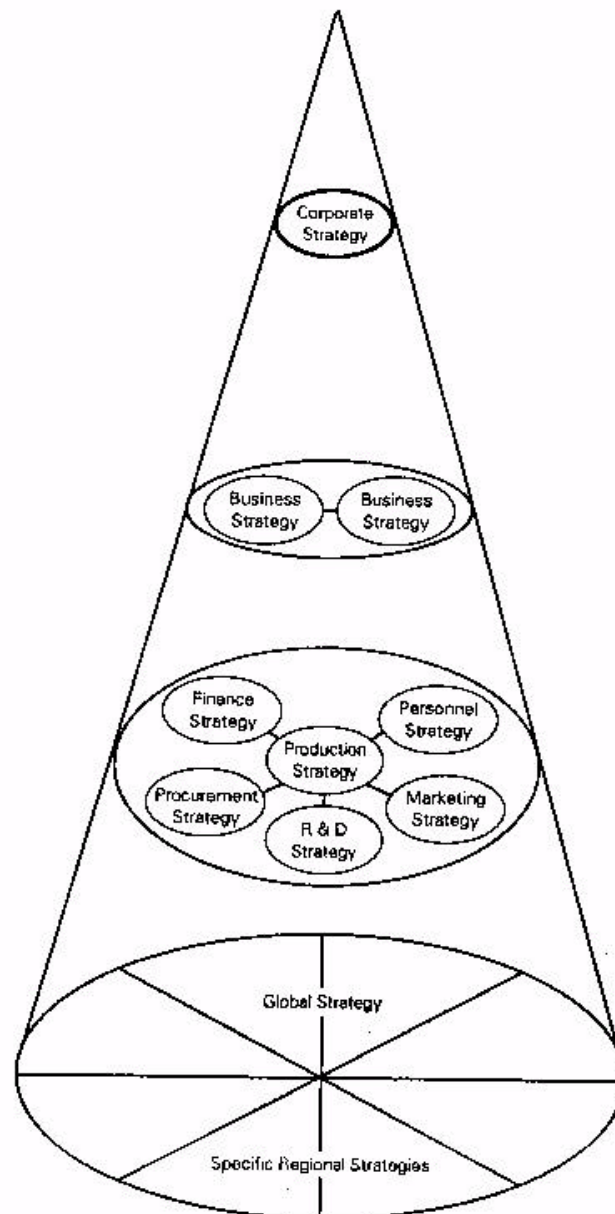 Corporate
Strategy
Business
Strategy
Business
Strategy
Finance
Strategy
Personnel
Strategy
Production
Strategy
Procurement
Strategy
Marketing
Strategy
R & D
Strategy
Global Strategy
Specific Regional Strategies